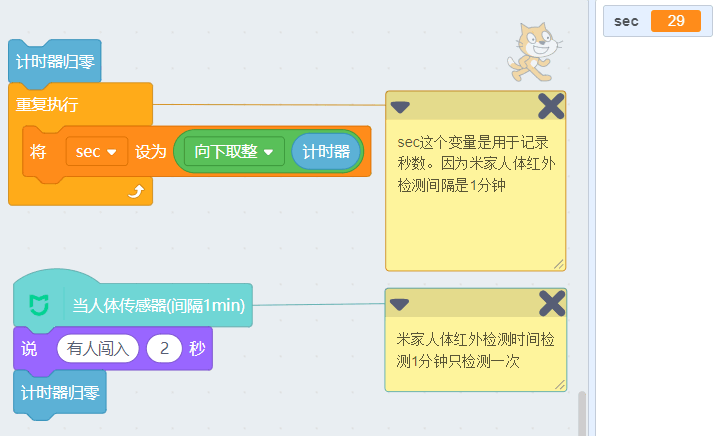 sec 29
计时器归零
重复执行
将 sec 设为 向下取整 计时器
sec这个变量是用于记录
秒数。因为米家人体红外
检测间隔是1分钟
当人体传感器(间隔1min)
说 有人闯入 2 秒
计时器归零
米家人体红外检测时间检
测1分钟只检测一次